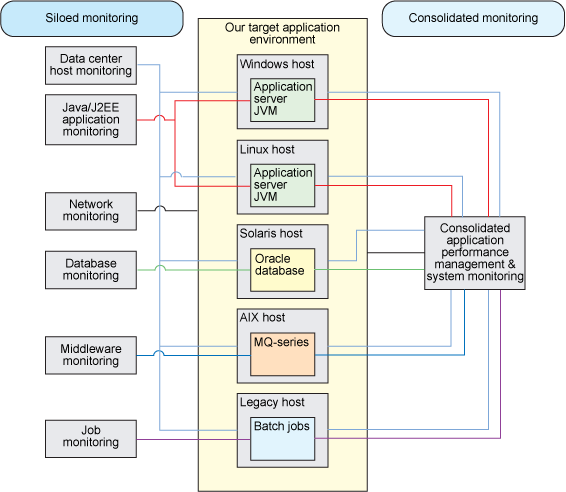 Siloed monitoring
Consolidated monitoring
Our target application
environment
Data center
host monitoring
Java/J2EE
application
monitoring
Network
monitoring
Database
monitoring
Middleware
monitoring
Job
monitoring
Windows host
Application
server
JVM
Linux host
Application
server
JVM
Solaris host
Oracle
database
AIX host
MQ-series
Legacy host
Batch jobs
Consolidated
application
performance
management &
system monitoring